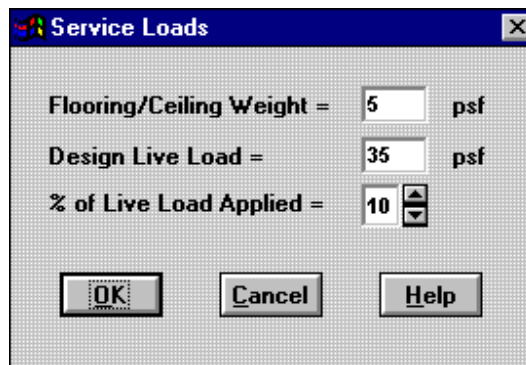 Service Loads
Flooring/Ceiling Weight = 5 psf
Design Live Load = 35 psf
% of Live Load Applied = 10
OK Cancel Help